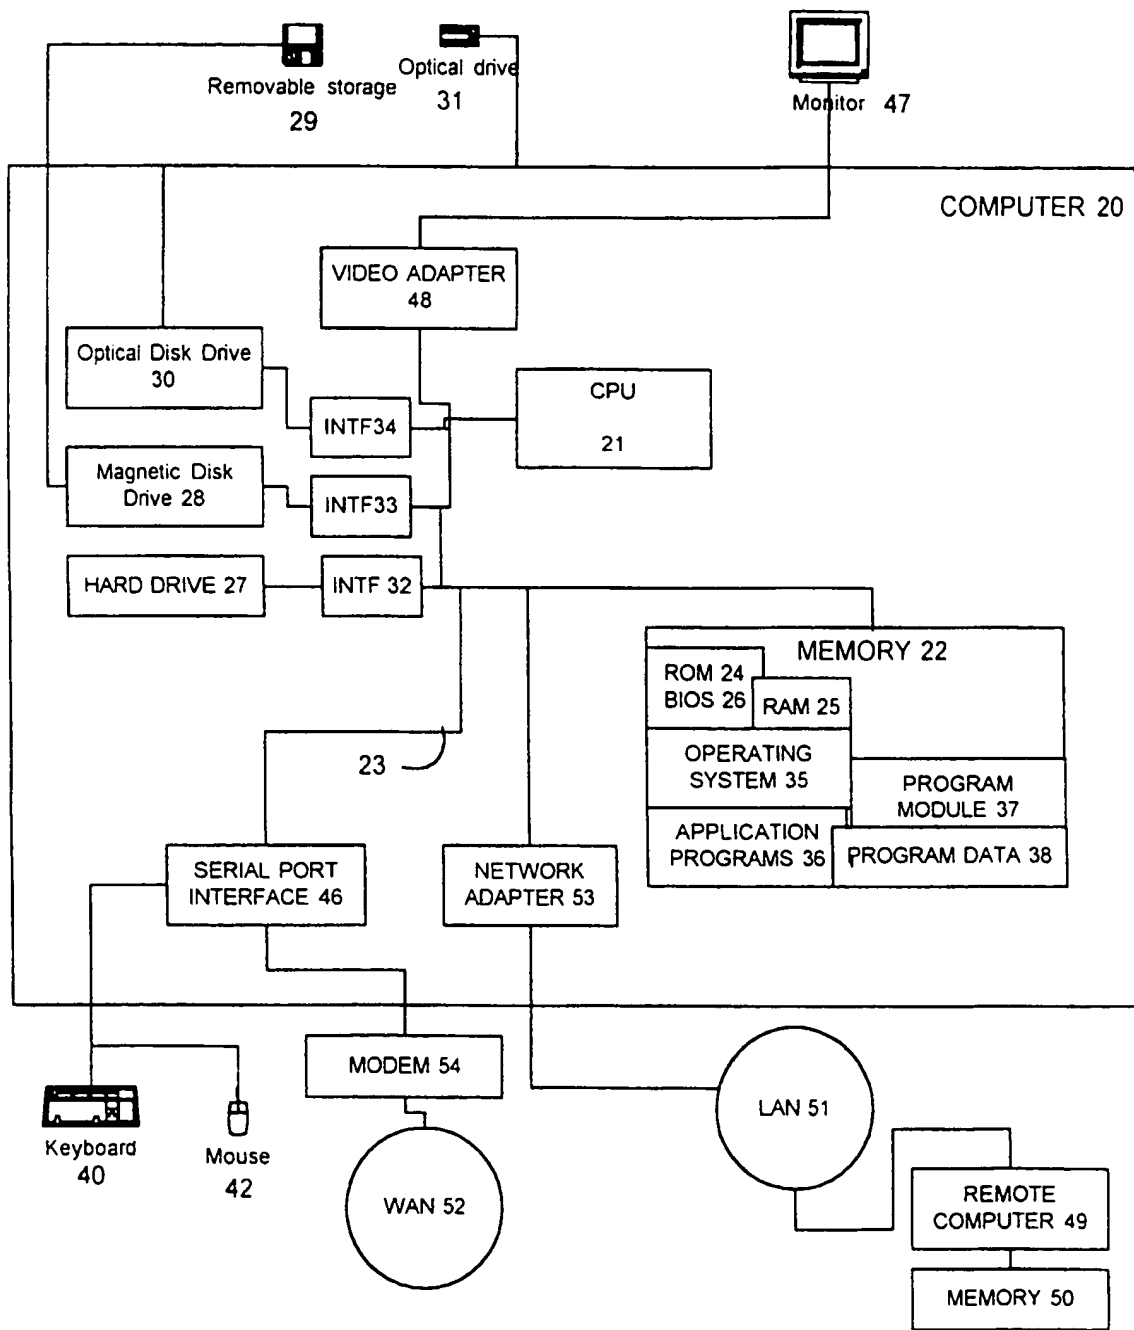 Removable storage
29
Optical drive
31
Monitor 47
COMPUTER 20
VIDEO ADAPTER
48
Optical Disk Drive
30
CPU
21
INTF34
Magnetic Disk
Drive 28
INTF33
HARD DRIVE 27
INTF 32
MEMORY 22
ROM 24
BIOS 26
RAM 25
OPERATING
SYSTEM 35
PROGRAM
MODULE 37
APPLICATION
PROGRAMS 36
PROGRAM DATA 38
23
SERIAL PORT
INTERFACE 46
NETWORK
ADAPTER 53
MODEM 54
LAN 51
Keyboard
40
Mouse
42
WAN 52
REMOTE
COMPUTER 49
MEMORY 50